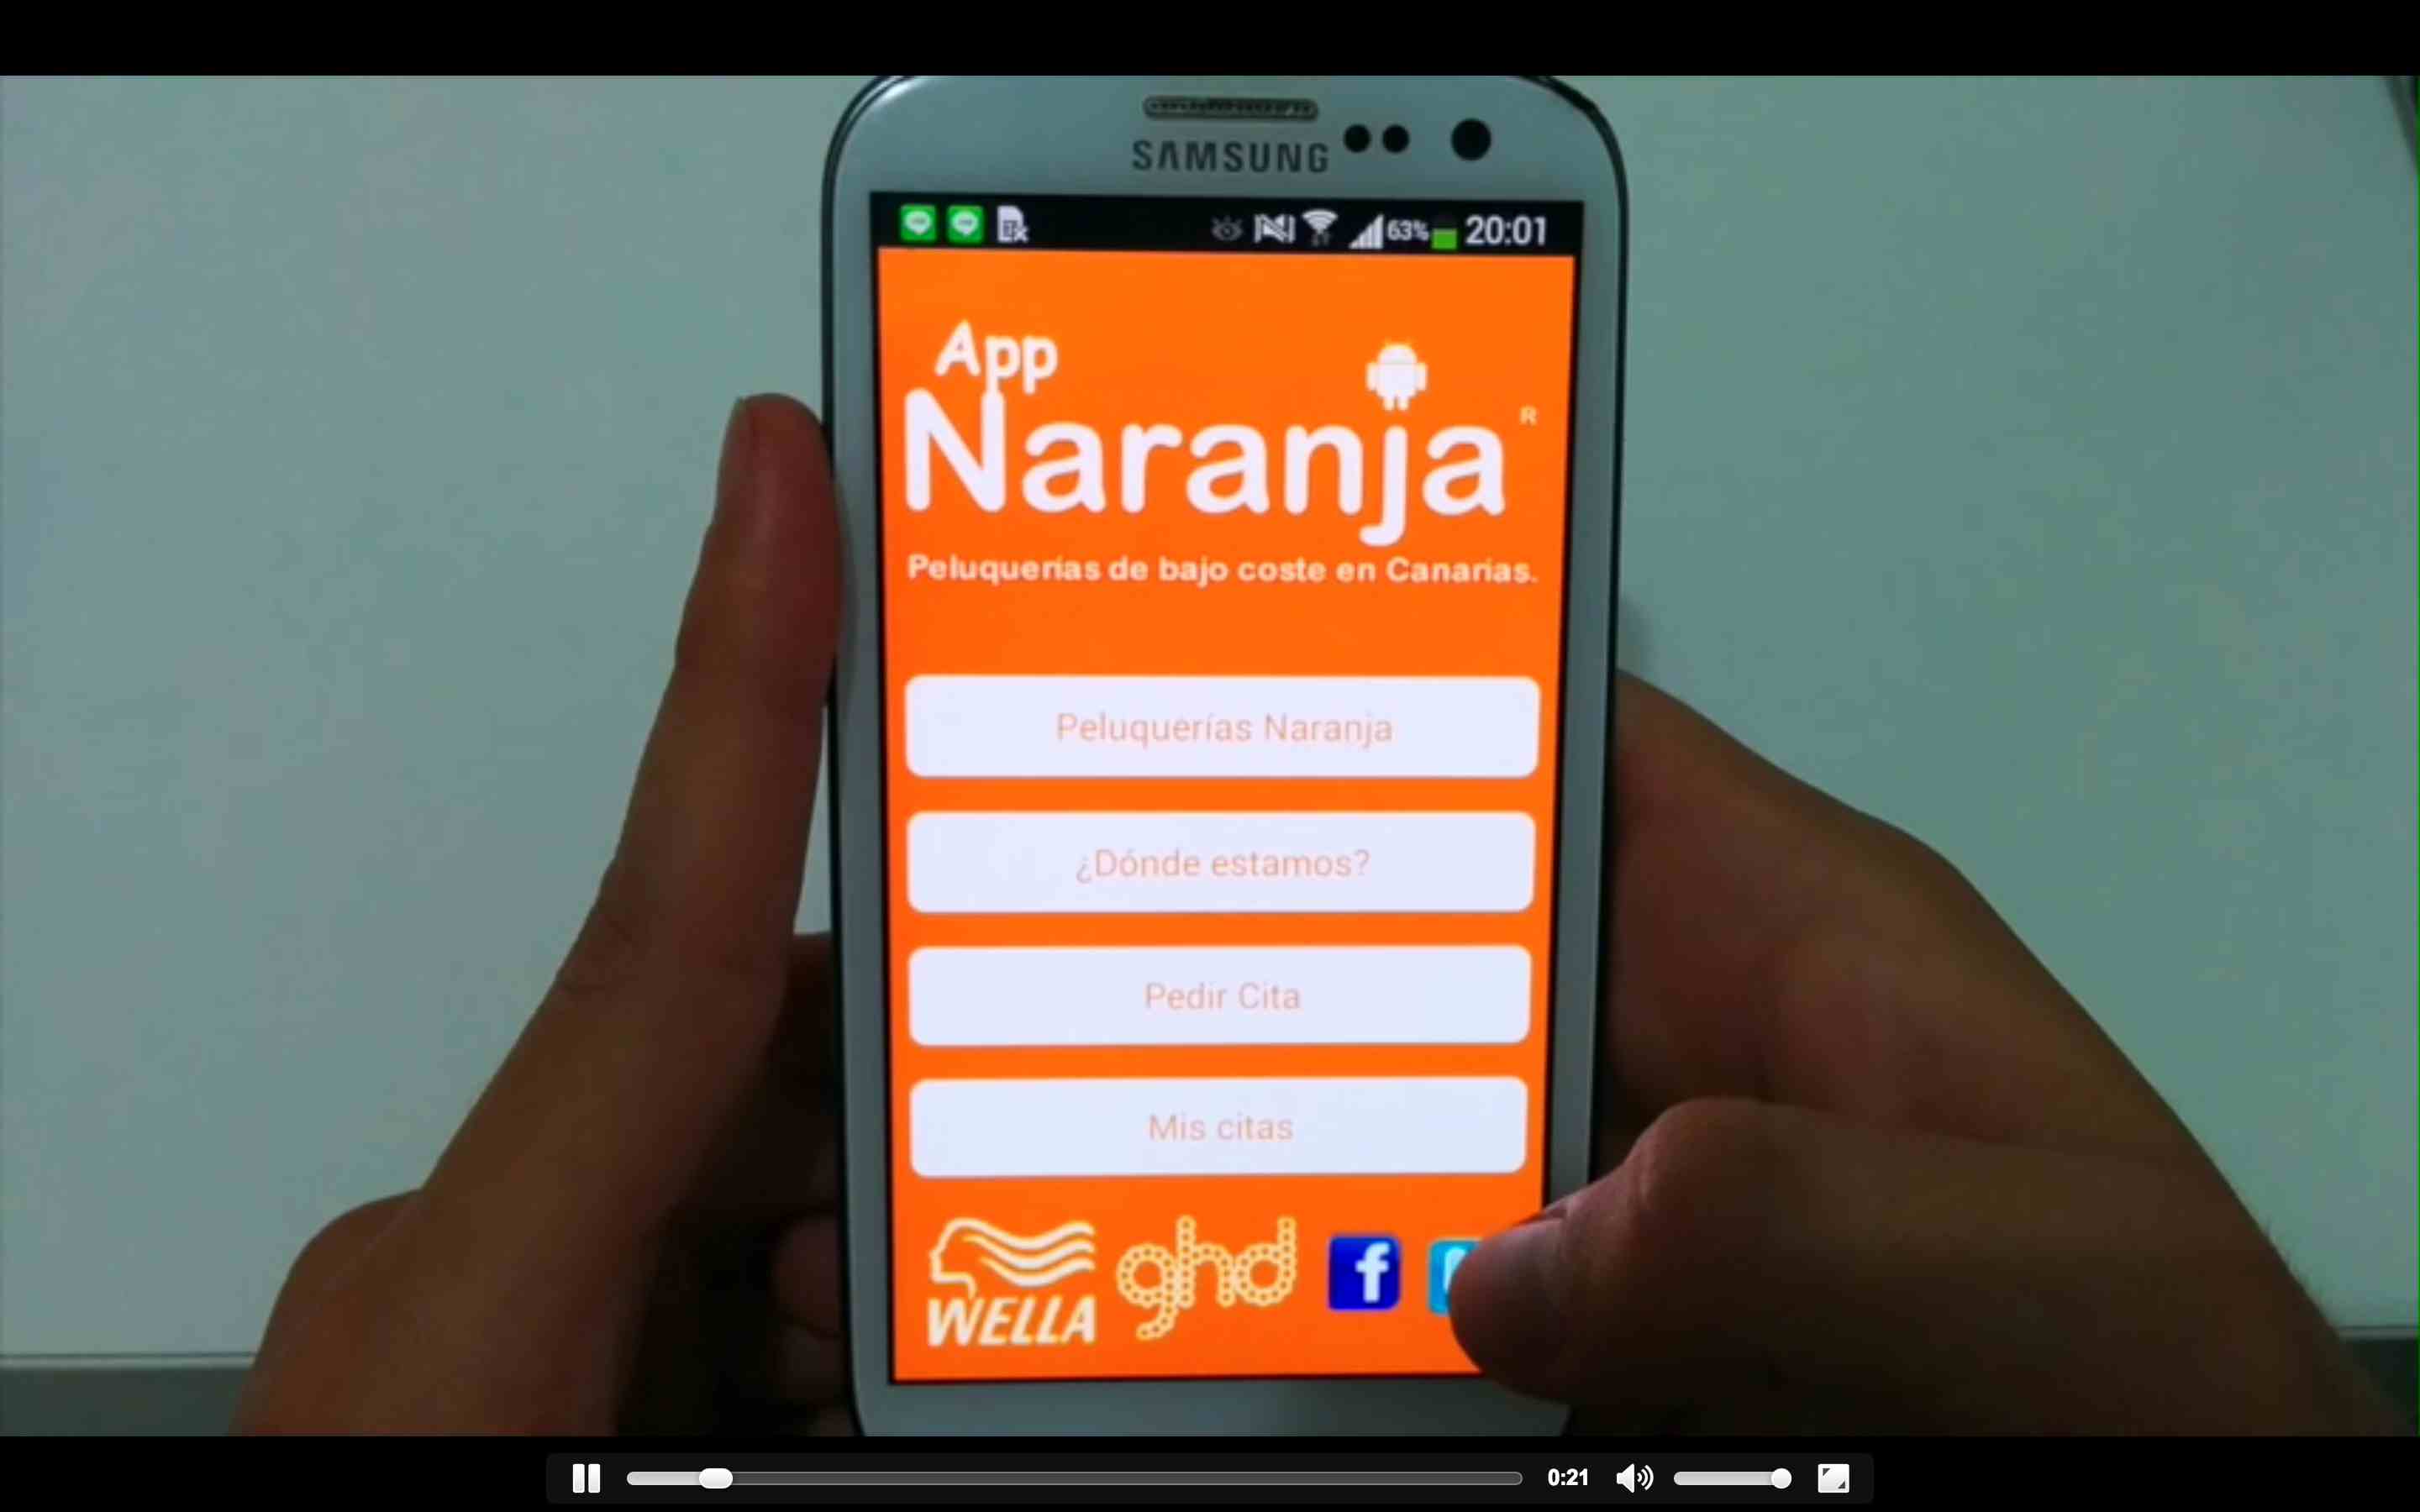 SAMSUNG
63% 20:01
App
Naranja R
Peluquerías de bajo coste en Canarias.
Peluquerías Naranja
¿Dónde estamos?
Pedir Cita
Mis citas
WELLA ghd f
0:21